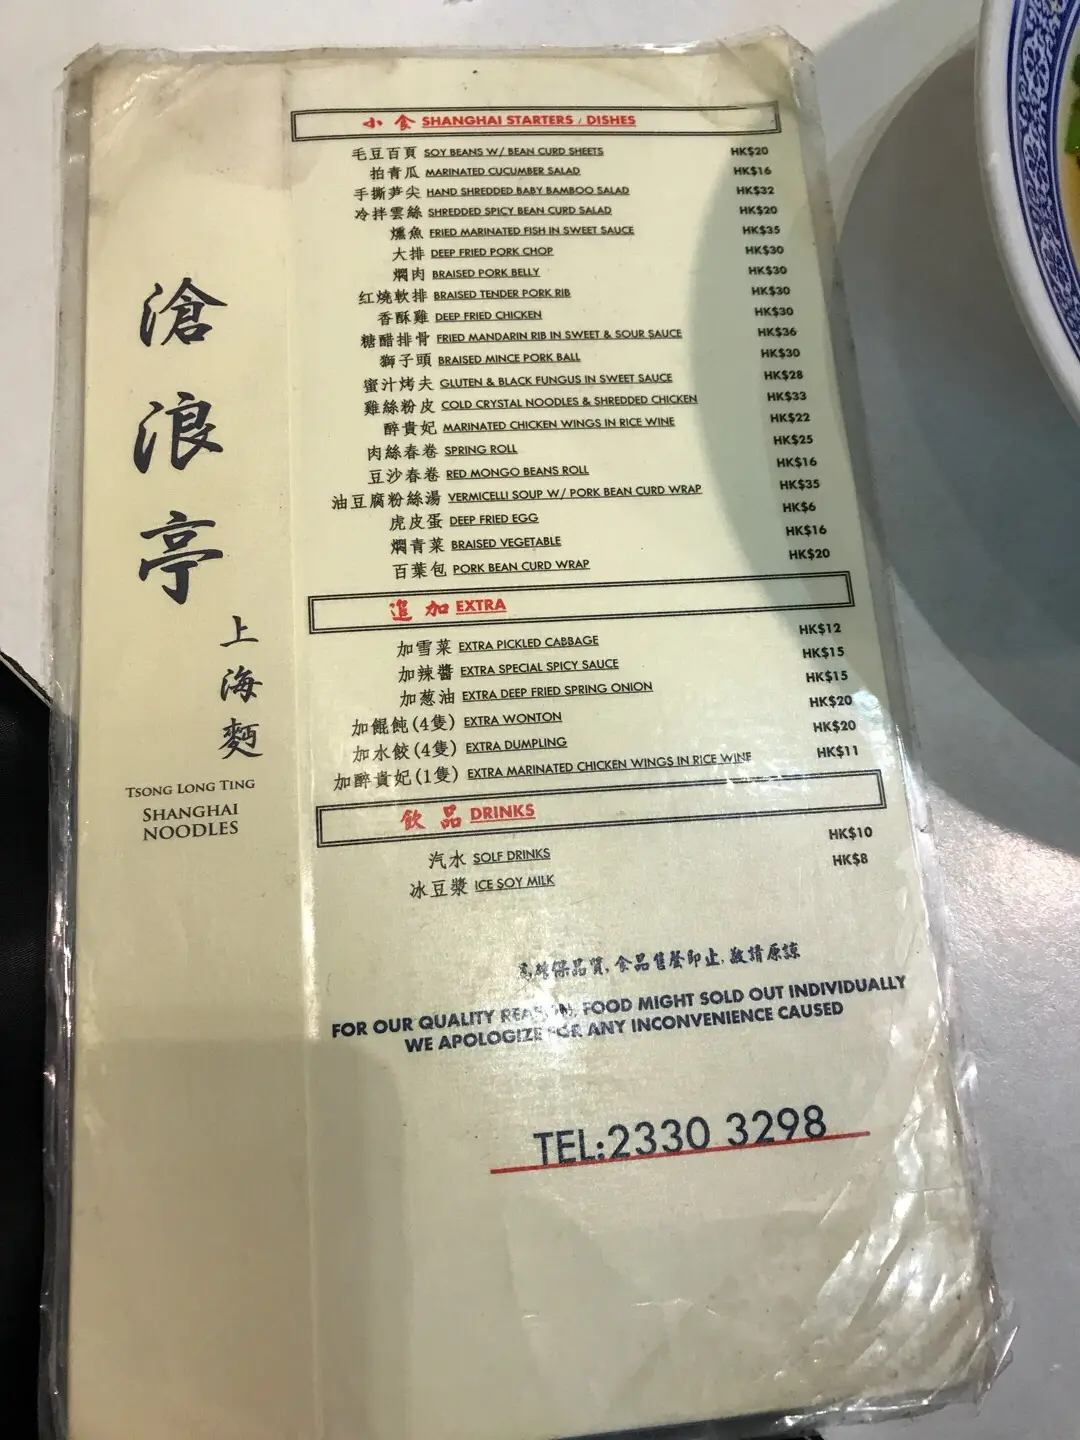 滄浪亭
上海麵
TSONG LONG TING
SHANGHAI
NOODLES
小食 SHANGHAI STARTERS / DISHES
毛豆百頁 SOY BEANS W/ BEAN CURD SHEETS HK$20
拍青瓜 MARINATED CUCUMBER SALAD HK$16
手撕笋尖 HAND SHREDDED BABY BAMBOO SALAD HK$32
冷拌雲絲 SHREDDED SPICY BEAN CURD SALAD HK$20
燻魚 FRIED MARINATED FISH IN SWEET SAUCE HK$35
大排 DEEP FRIED PORK CHOP HK$30
燜肉 BRAISED PORK BELLY HK$30
红燒軟排 BRAISED TENDER PORK RIB HK$30
香酥雞 DEEP FRIED CHICKEN HK$30
糖醋排骨 FRIED MANDARIN RIB IN SWEET & SOUR SAUCE HK$36
獅子頭 BRAISED MINCE PORK BALL HK$30
蜜汁烤夫 GLUTEN & BLACK FUNGUS IN SWEET SAUCE HK$28
雞絲粉皮 COLD CRYSTAL NOODLES & SHREDDED CHICKEN HK$33
醉貴妃 MARINATED CHICKEN WINGS IN RICE WINE HK$22
肉絲春卷 SPRING ROLL HK$25
豆沙春卷 RED MONGO BEANS ROLL HK$16
油豆腐粉絲湯 VERMICELLI SOUP W/ PORK BEAN CURD WRAP HK$35
虎皮蛋 DEEP FRIED EGG HK$6
燜青菜 BRAISED VEGETABLE HK$16
百葉包 PORK BEAN CURD WRAP HK$20
追加 EXTRA
加雪菜 EXTRA PICKLED CABBAGE HK$12
加辣醬 EXTRA SPECIAL SPICY SAUCE HK$15
加葱油 EXTRA DEEP FRIED SPRING ONION HK$15
加餛飩(4隻) EXTRA WONTON HK$20
加水餃(4隻) EXTRA DUMPLING HK$20
加醉貴妃(1隻) EXTRA MARINATED CHICKEN WINGS IN RICE WINE HK$11
飲品 DRINKS
汽水 SOLF DRINKS HK$10
冰豆漿 ICE SOY MILK HK$8
品質, 食品售罄即止, 敬請原諒
FOR OUR QUALITY REASON, FOOD MIGHT SOLD OUT INDIVIDUALLY
WE APOLOGIZE FOR ANY INCONVENIENCE CAUSED
TEL:2330 3298